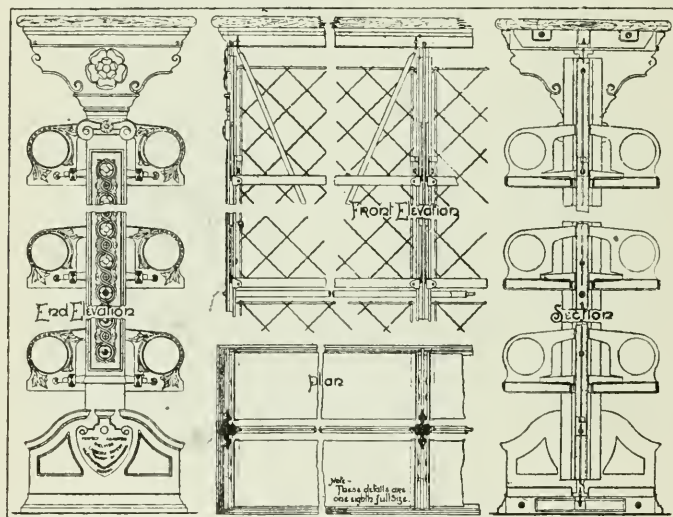 Front Elevation
End Elevation
Section
plan
Note -
These details are
one eighth full size.